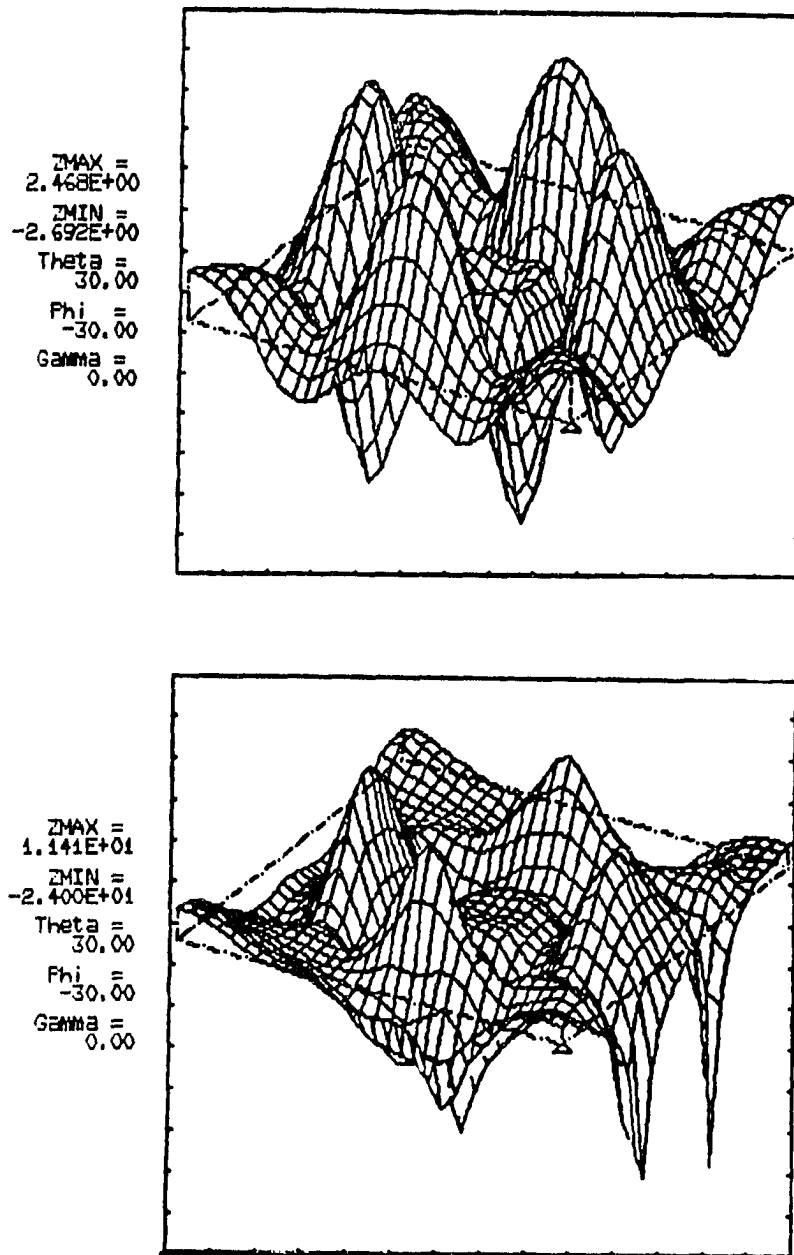 ZMAX =
2.468E+00
ZMIN =
-2.692E+00
Theta =
30.00
Phi =
-30.00
Gamma =
0.00
ZMAX =
1.141E+01
ZMIN =
-2.400E+01
Theta =
30.00
Phi =
-30.00
Gamma =
0.00